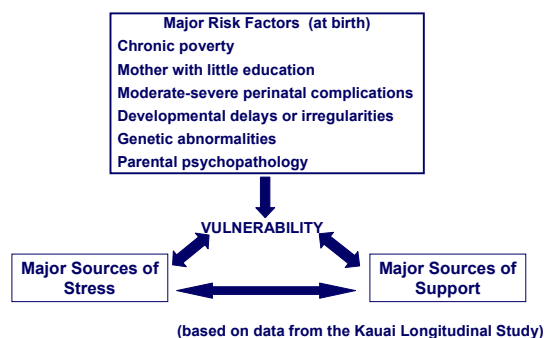 Major Risk Factors (at birth)
Chronic poverty
Mother with little education
Moderate-severe perinatal complications
Developmental delays or irregularities
Genetic abnormalities
Parental psychopathology
VULNERABILITY
Major Sources of
Stress
Major Sources of
Support
(based on data from the Kauai Longitudinal Study)